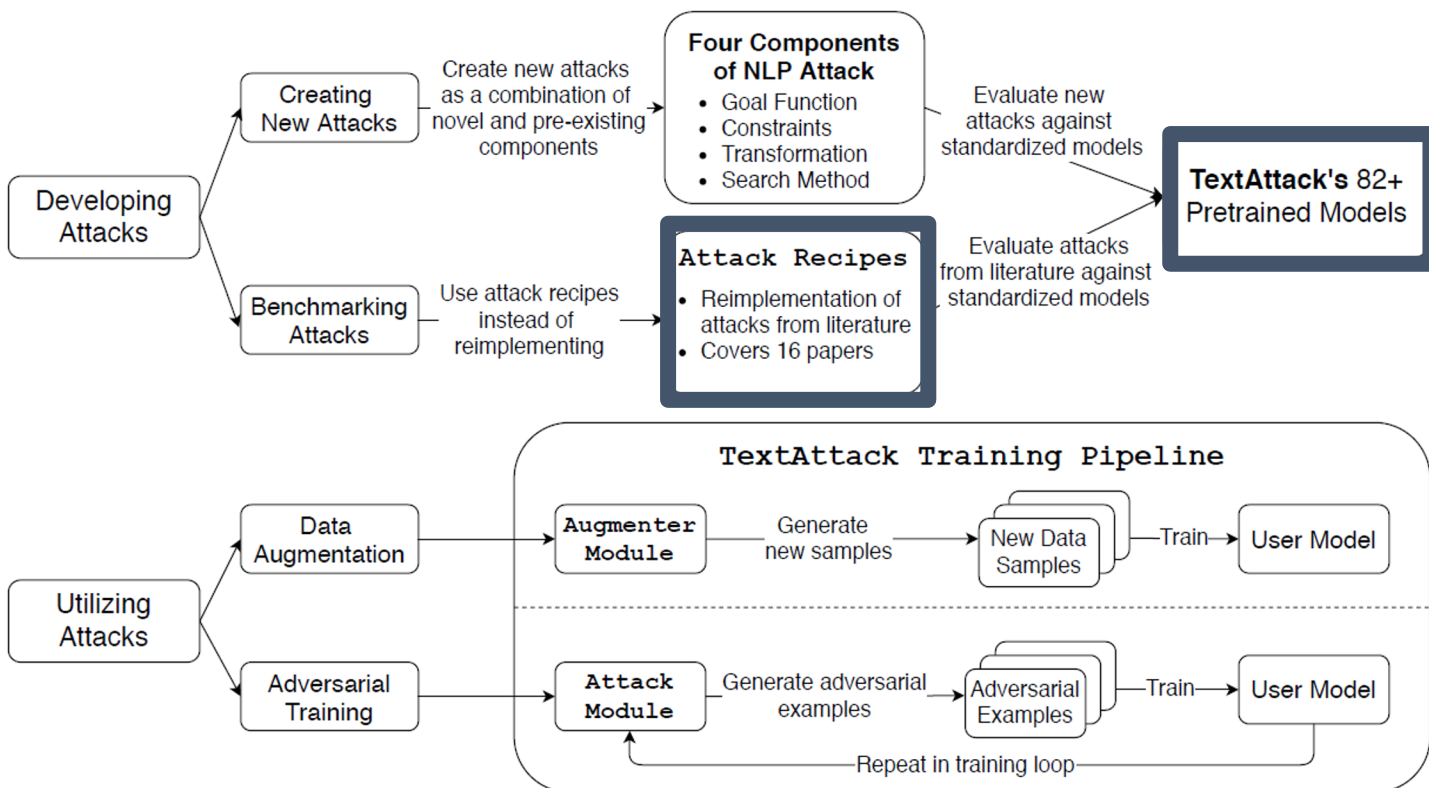 Developing
Attacks
Creating
New Attacks
Create new attacks
as a combination of
novel and pre-existing
components
Four Components
of NLP Attack
• Goal Function
• Constraints
• Transformation
• Search Method
Evaluate new
attacks against
standardized models
TextAttack's 82+
Pretrained Models
Benchmarking
Attacks
Use attack recipes
instead of
reimplementing
Attack Recipes
• Reimplementation of
attacks from literature
• Covers 16 papers
Evaluate attacks
from literature against
standardized models
TextAttack Training Pipeline
Utilizing
Attacks
Data
Augmentation
Augmenter
Module
Generate
new samples
New Data
Samples
Train
User Model
Adversarial
Training
Attack
Module
Generate adversarial
examples
Adversarial
Examples
Train
User Model
Repeat in training loop